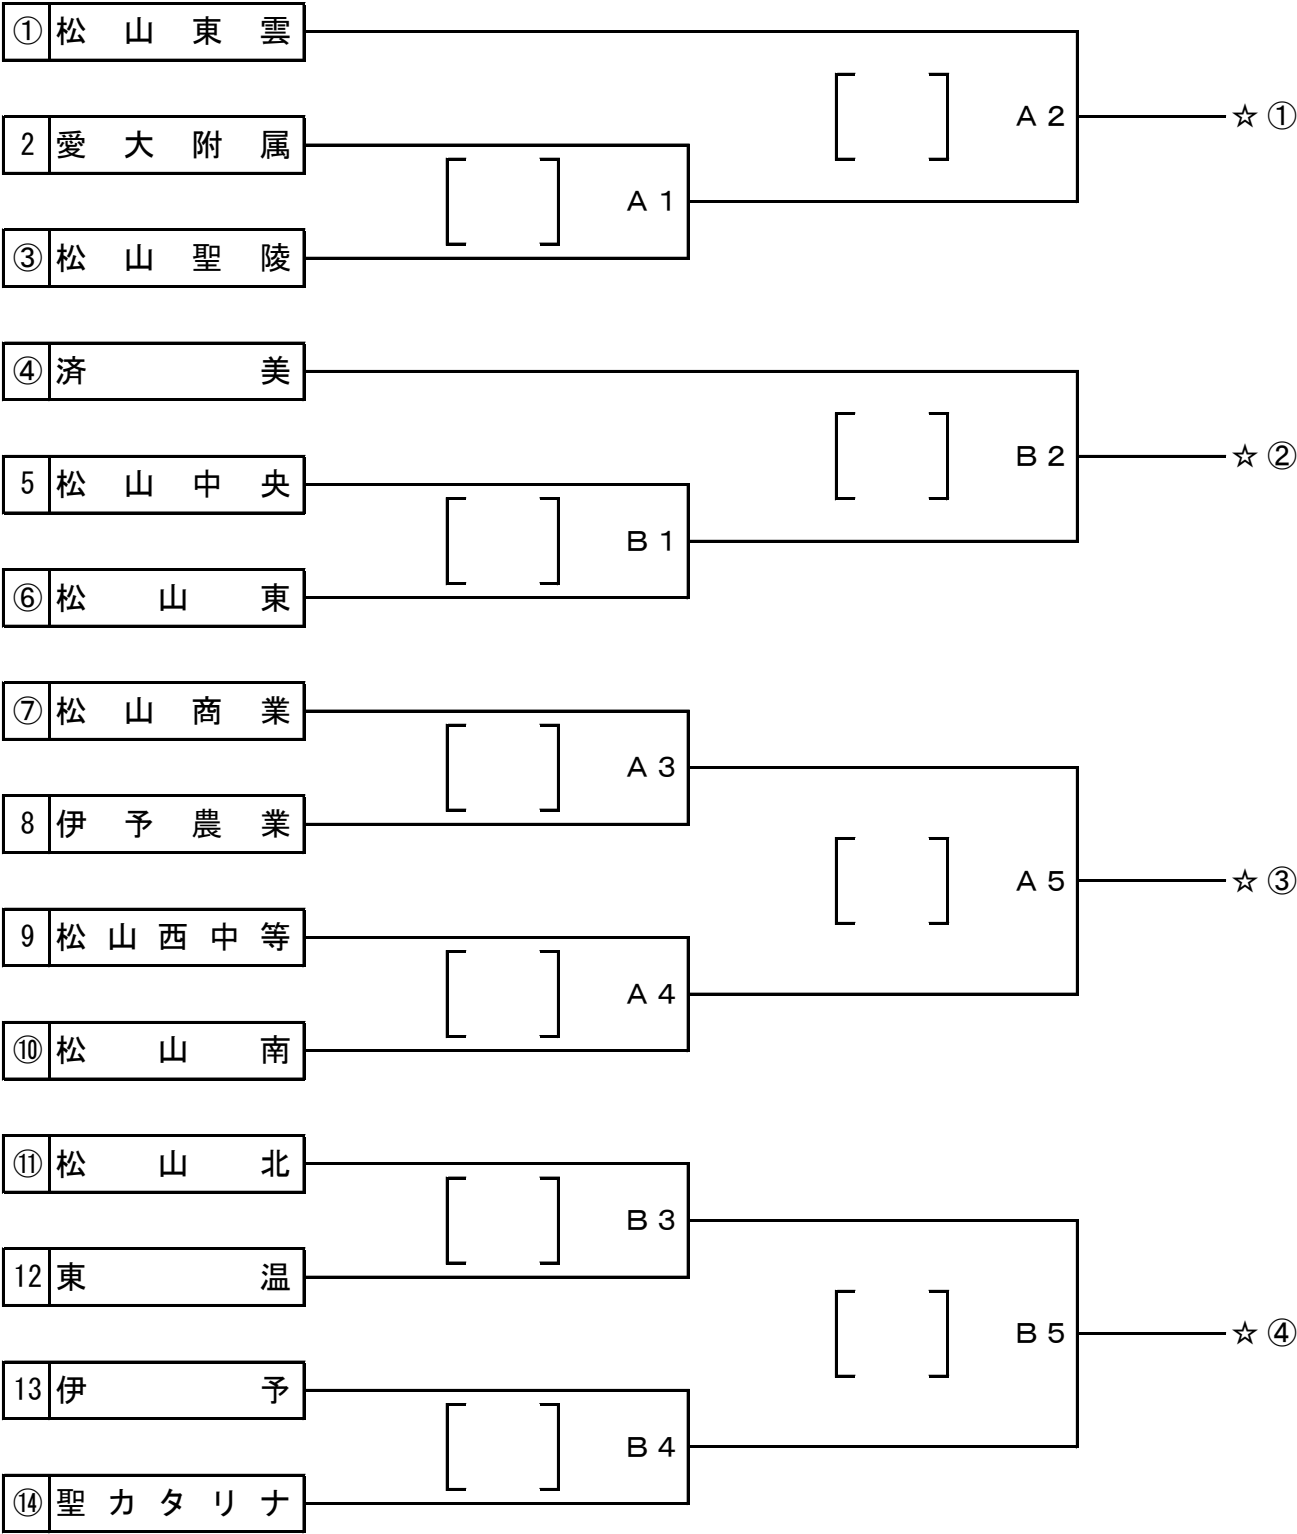 ①松山東雲
A2
☆①
2愛大附属
A1
③松山聖陵
④済美
B2
☆②
5松山中央
B1
⑥松山東
⑦松山商業
A3
8伊予農業
A5
☆③
9松山西中等
A4
⑩松山南
⑪松山北
B3
12東温
B5
☆④
13伊予
B4
⑭聖カタリナ